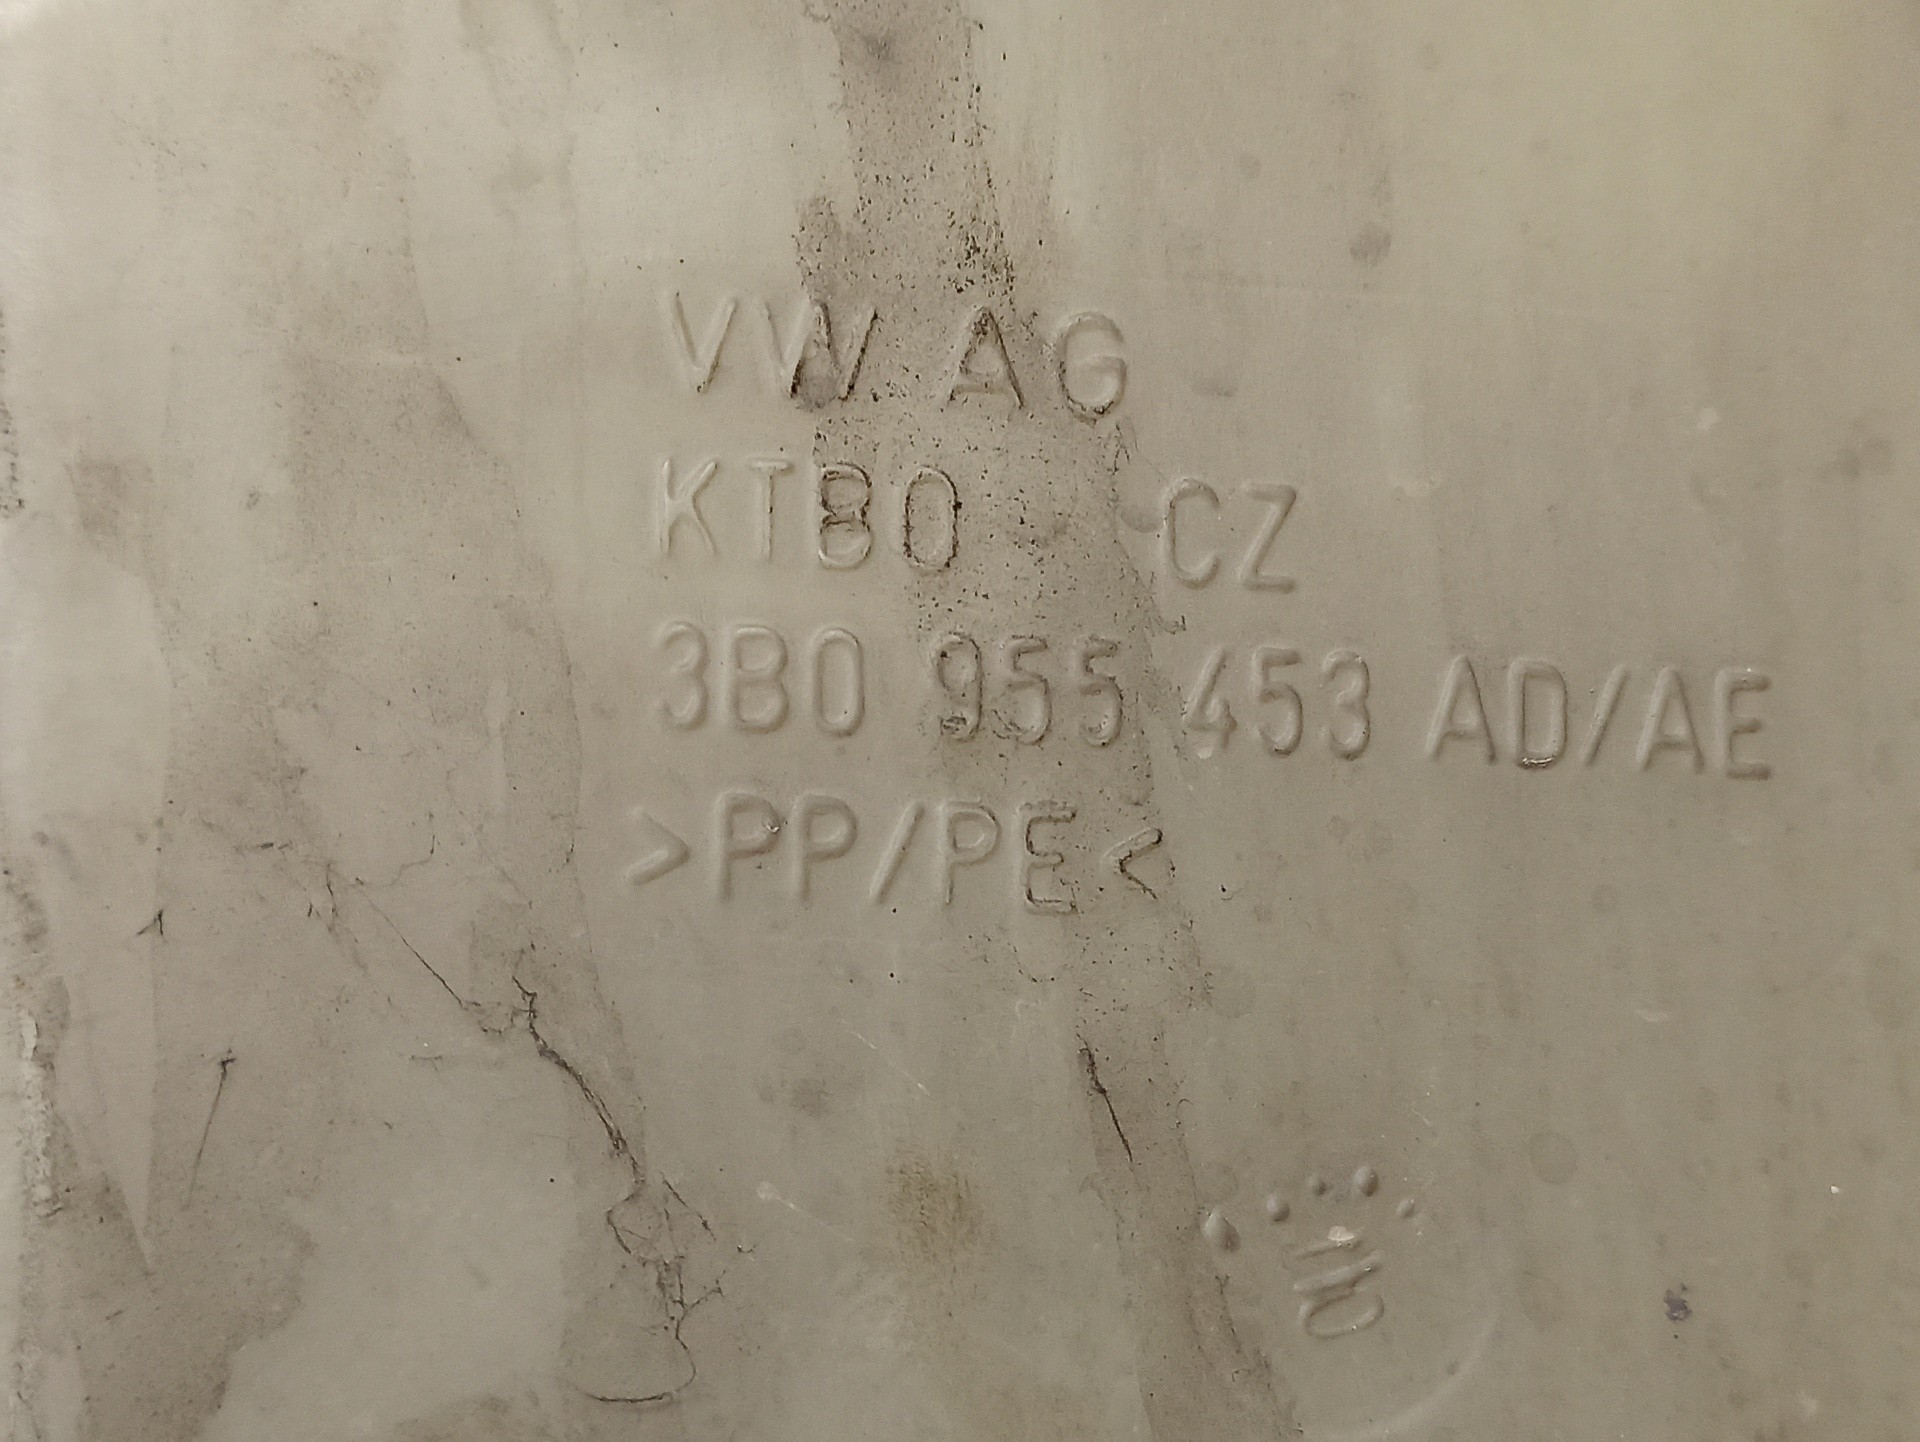 VW AG
KTBO CZ
3B0 955 453 AD/AE
>PP/PE<